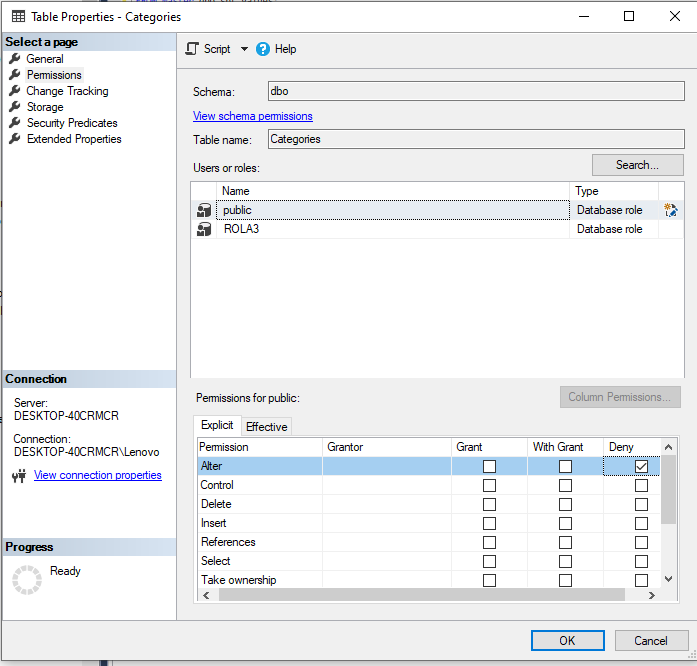 Table Properties - Categories
Select a page
General
Permissions
Change Tracking
Storage
Security Predicates
Extended Properties
Script
Help
Schema:
dbo
View schema permissions
Table name:
Categories
Users or roles:
Search...
Name Type
public Database role
ROLA3 Database role
Connection
Server:
DESKTOP-40CRMCR
Connection:
DESKTOP-40CRMCR\Lenovo
View connection properties
Progress
Ready
Permissions for public:
Column Permissions...
Explicit Effective
Permission Grantor Grant With Grant Deny
Alter
Control
Delete
Insert
References
Select
Take ownership
OK Cancel